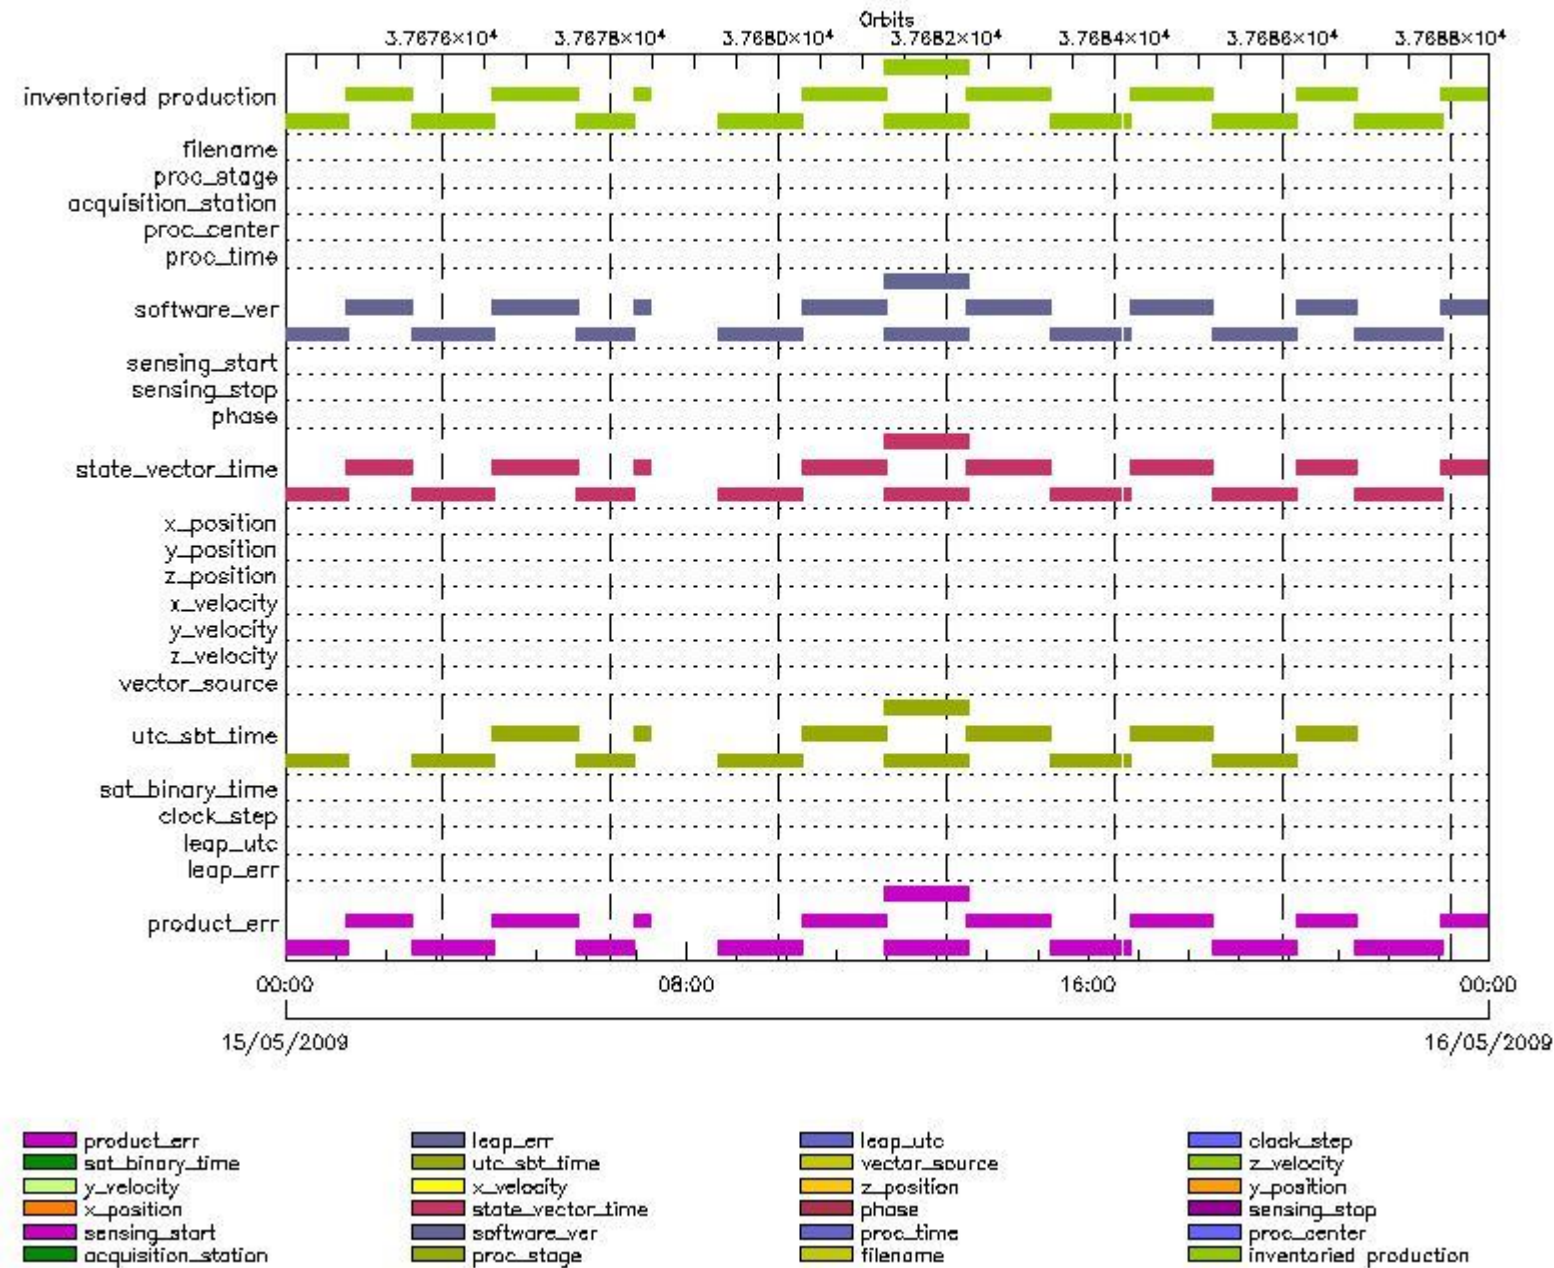 Orbits
3.7676×10⁴ 3.7678×10⁴ 3.7680×10⁴ 3.7682×10⁴ 3.7684×10⁴ 3.7686×10⁴ 3.7688×10⁴
inventoried production
filename
proc_stage
acquisition_station
proc_center
proc_time
software_ver
sensing_start
sensing_stop
phase
state_vector_time
x_position
y_position
z_position
x_velocity
y_velocity
z_velocity
vector_source
utc_sbt_time
sat_binary_time
clock_step
leap_utc
leap_err
product_err
00:00 08:00 16:00 00:00
15/05/2009 16/05/2009
product_err leap_err leap_utc clock_step
sat_binary_time utc_sbt_time vector_source z_velocity
y_velocity x_velocity z_position y_position
x_position state_vector_time phase sensing_stop
sensing_start software_ver proc_time proc_center
acquisition_station proc_stage filename inventoried production